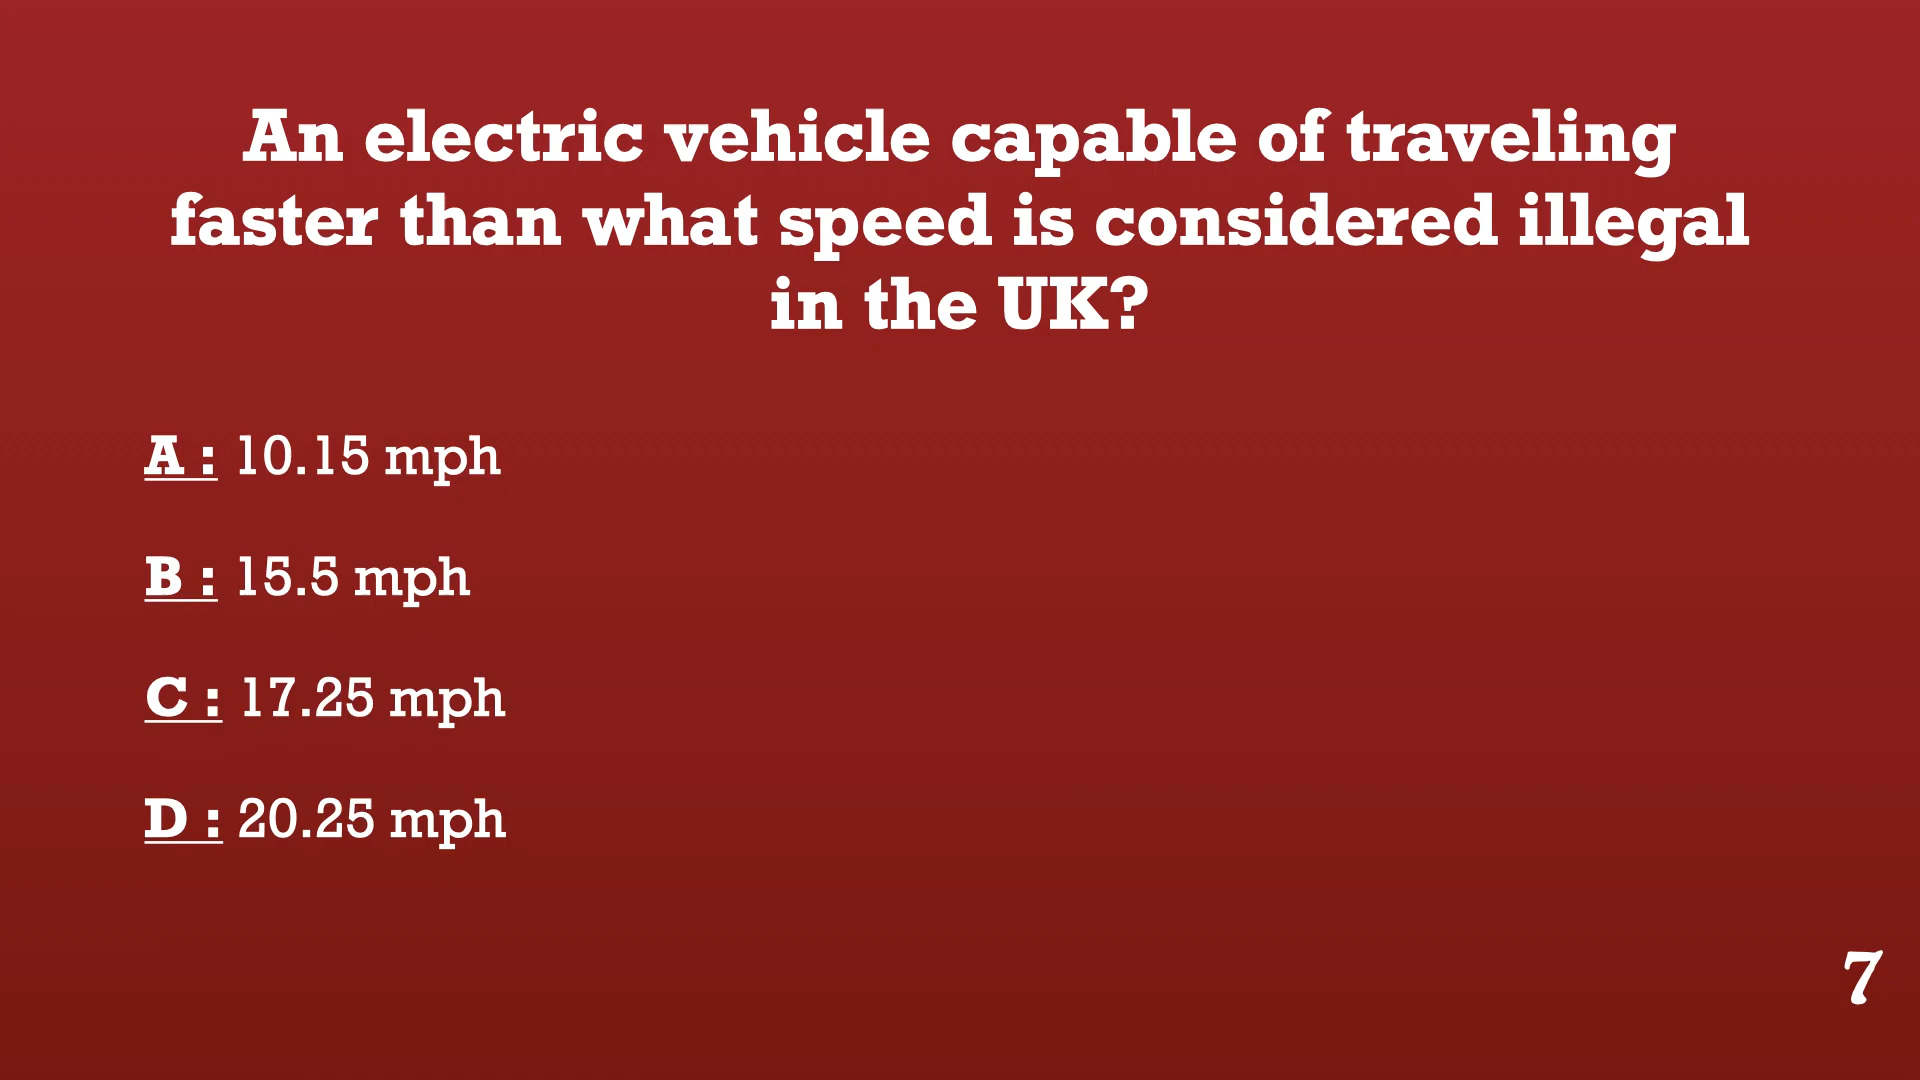 An electric vehicle capable of traveling
faster than what speed is considered illegal
in the UK?
A : 10.15 mph
B : 15.5 mph
C : 17.25 mph
D : 20.25 mph
7